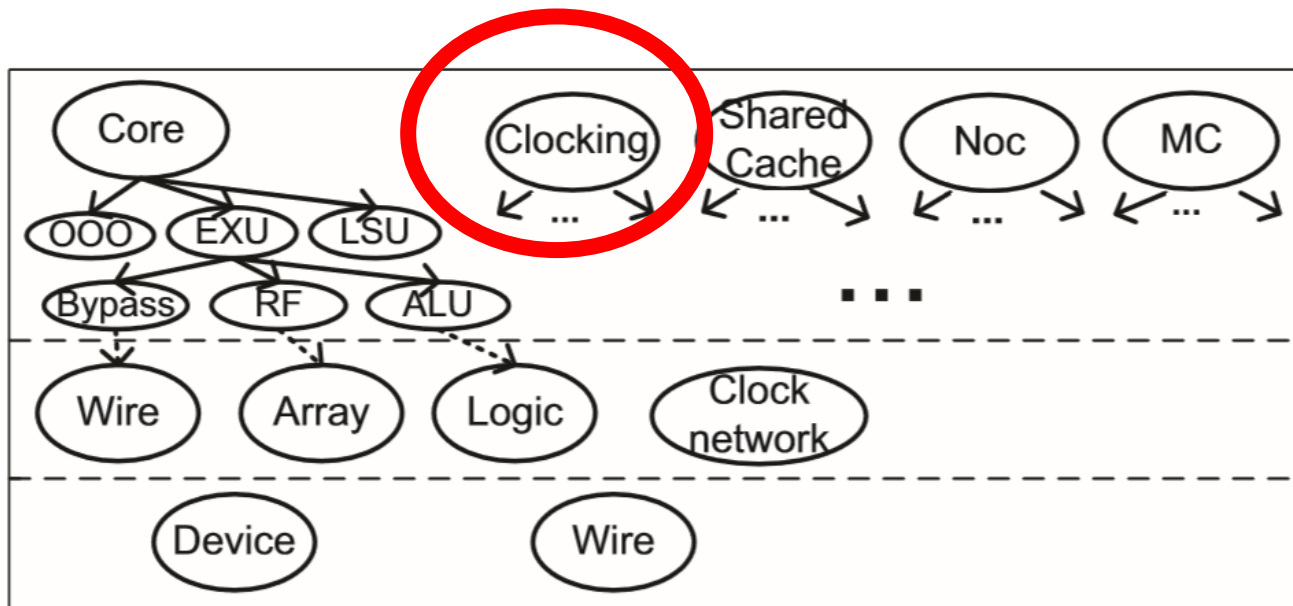 Core
Clocking
Shared
Cache
Noc
MC
OOO
EXU
LSU
...
...
...
...
Bypass
RF
ALU
...
Wire
Array
Logic
Clock
network
Device
Wire